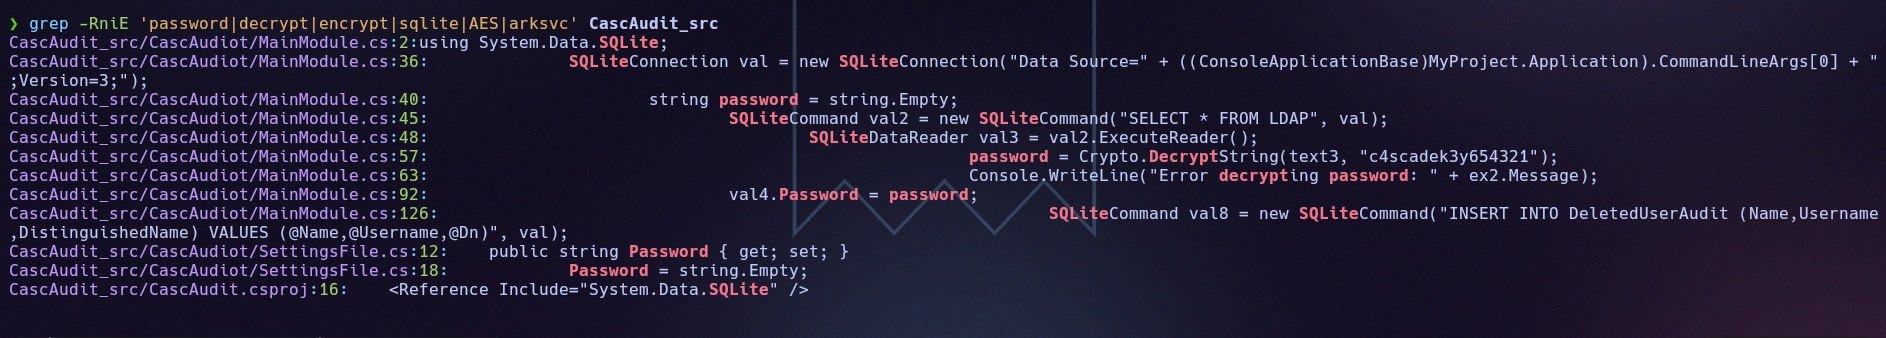 ❯ grep -RniE 'password|decrypt|encrypt|sqlite|AES|arksvc' CascAudit_src
CascAudit_src/CascAudiot/MainModule.cs:2:using System.Data.SQLite;
CascAudit_src/CascAudiot/MainModule.cs:36:              SQLiteConnection val = new SQLiteConnection("Data Source=" + ((ConsoleApplicationBase)MyProject.Application).CommandLineArgs[0] + "
;Version=3;");
CascAudit_src/CascAudiot/MainModule.cs:40:                      string password = string.Empty;
CascAudit_src/CascAudiot/MainModule.cs:45:                              SQLiteCommand val2 = new SQLiteCommand("SELECT * FROM LDAP", val);
CascAudit_src/CascAudiot/MainModule.cs:48:                                      SQLiteDataReader val3 = val2.ExecuteReader();
CascAudit_src/CascAudiot/MainModule.cs:57:                                                      password = Crypto.DecryptString(text3, "c4scadek3y654321");
CascAudit_src/CascAudiot/MainModule.cs:63:                                                      Console.WriteLine("Error decrypting password: " + ex2.Message);
CascAudit_src/CascAudiot/MainModule.cs:92:                              val4.Password = password;
CascAudit_src/CascAudiot/MainModule.cs:126:                                                             SQLiteCommand val8 = new SQLiteCommand("INSERT INTO DeletedUserAudit (Name,Username
,DistinguishedName) VALUES (@Name,@Username,@Dn)", val);
CascAudit_src/CascAudiot/SettingsFile.cs:12:    public string Password { get; set; }
CascAudit_src/CascAudiot/SettingsFile.cs:18:            Password = string.Empty;
CascAudit_src/CascAudit.csproj:16:    <Reference Include="System.Data.SQLite" />